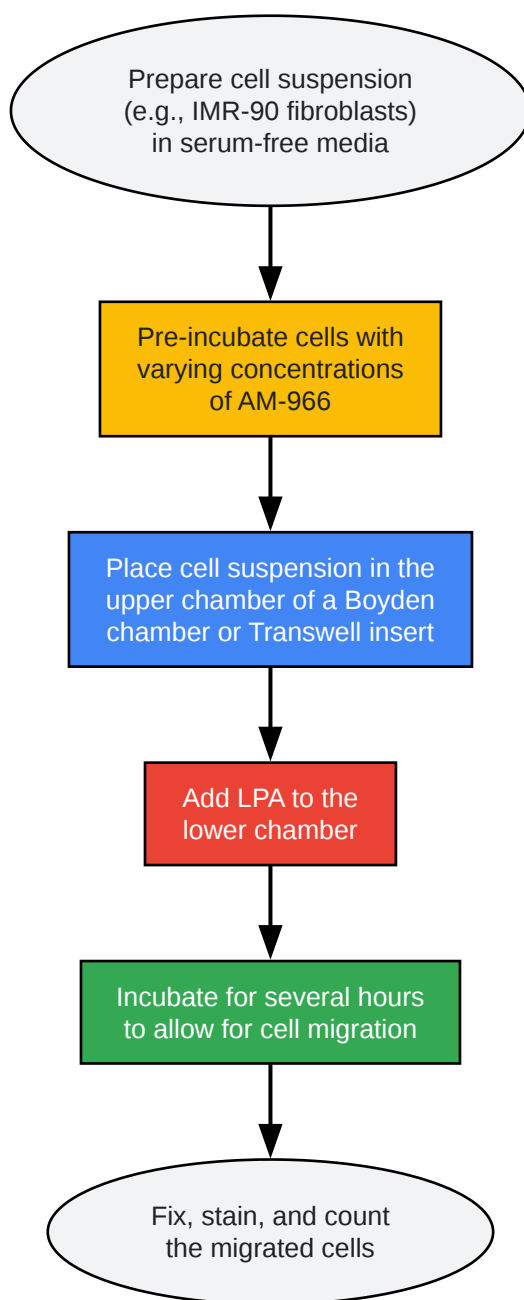 Prepare cell suspension
(e.g., IMR-90 fibroblasts)
in serum-free media
Pre-incubate cells with
varying concentrations
of AM-966
Place cell suspension in the
upper chamber of a Boyden
chamber or Transwell insert
Add LPA to the
lower chamber
Incubate for several hours
to allow for cell migration
Fix, stain, and count
the migrated cells